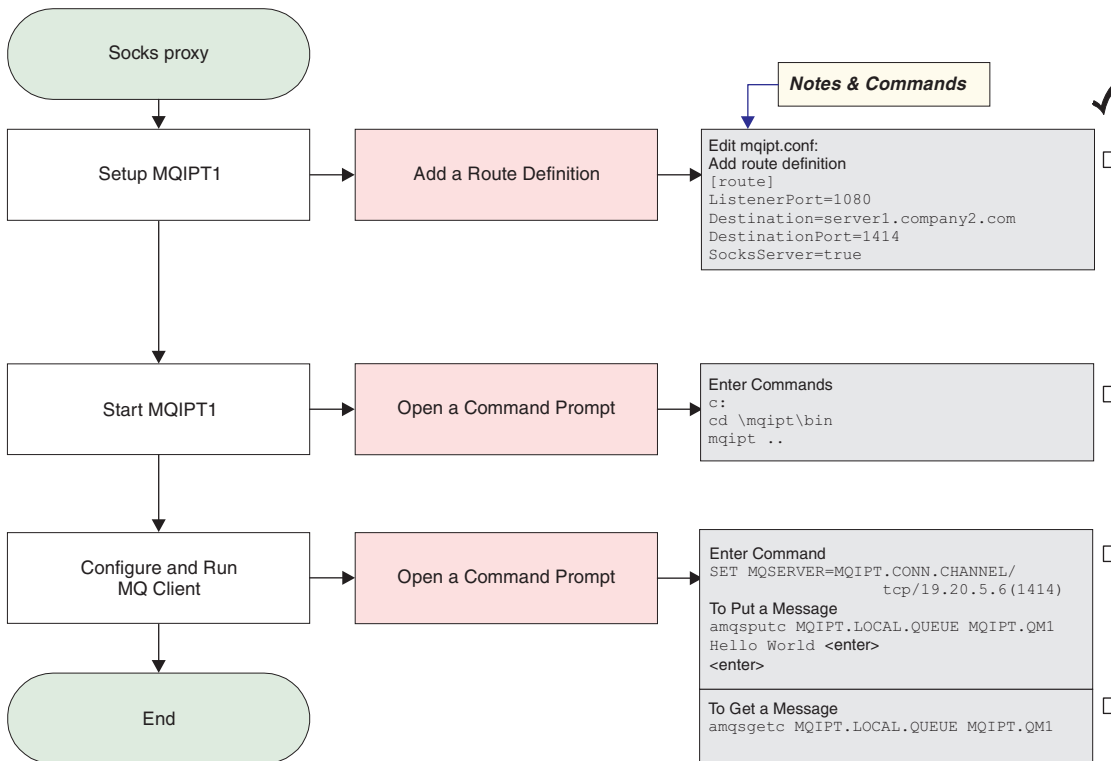 Socks proxy
Notes & Commands
Setup MQIPT1
Add a Route Definition
Edit mqipt.conf:
Add route definition
[route]
ListenerPort=1080
Destination=server1.company2.com
DestinationPort=1414
SocksServer=true
Start MQIPT1
Open a Command Prompt
Enter Commands
c:
cd \mqipt\bin
mqipt ..
Configure and Run
MQ Client
Open a Command Prompt
Enter Command
SET MQSERVER=MQIPT.CONN.CHANNEL/
tcp/19.20.5.6(1414)
To Put a Message
amqsputc MQIPT.LOCAL.QUEUE MQIPT.QM1
Hello World <enter>
<enter>
End
To Get a Message
amqsgetc MQIPT.LOCAL.QUEUE MQIPT.QM1